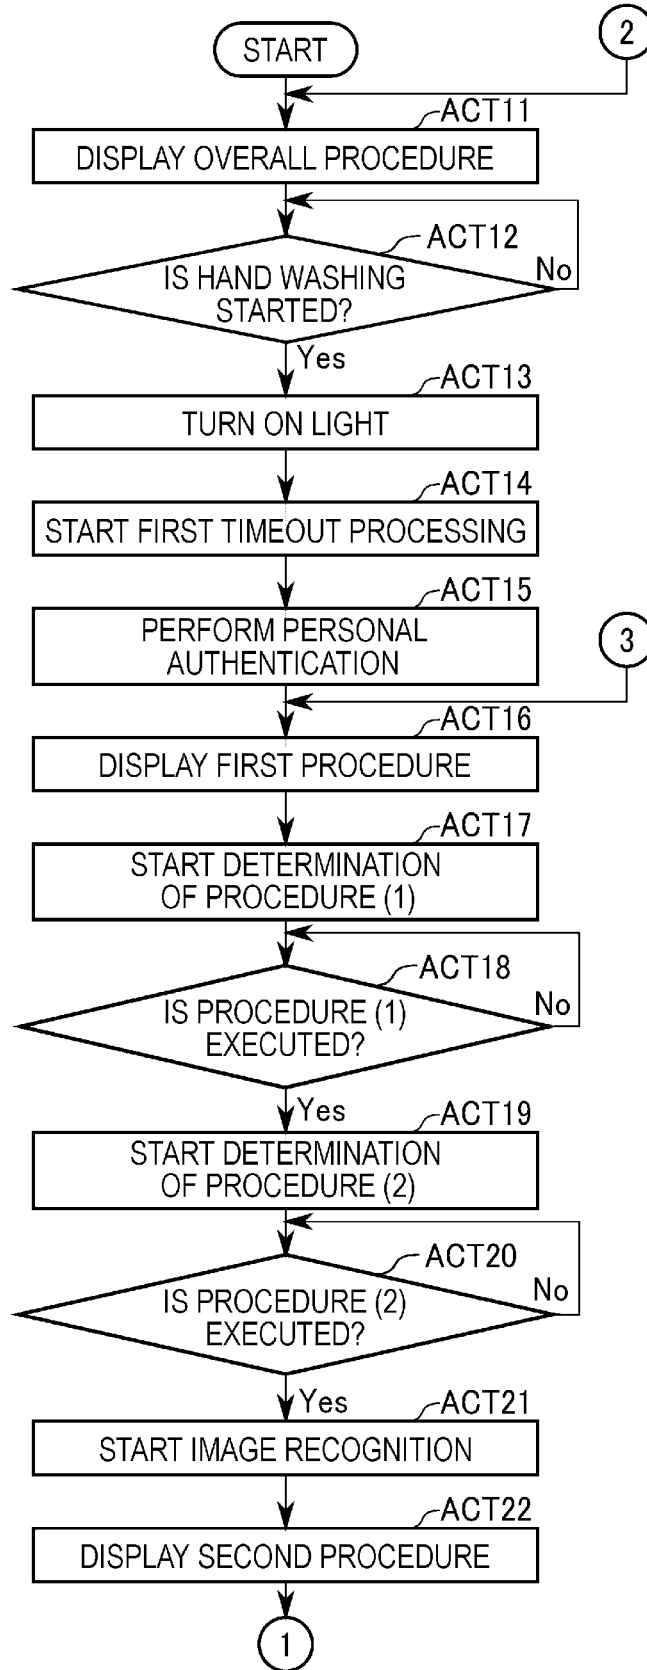 START
2
ACT11
DISPLAY OVERALL PROCEDURE
ACT12
IS HAND WASHING
STARTED?
No
Yes
ACT13
TURN ON LIGHT
ACT14
START FIRST TIMEOUT PROCESSING
ACT15
PERFORM PERSONAL
AUTHENTICATION
3
ACT16
DISPLAY FIRST PROCEDURE
ACT17
START DETERMINATION
OF PROCEDURE (1)
ACT18
IS PROCEDURE (1)
EXECUTED?
No
Yes
ACT19
START DETERMINATION
OF PROCEDURE (2)
ACT20
IS PROCEDURE (2)
EXECUTED?
No
Yes
ACT21
START IMAGE RECOGNITION
ACT22
DISPLAY SECOND PROCEDURE
1